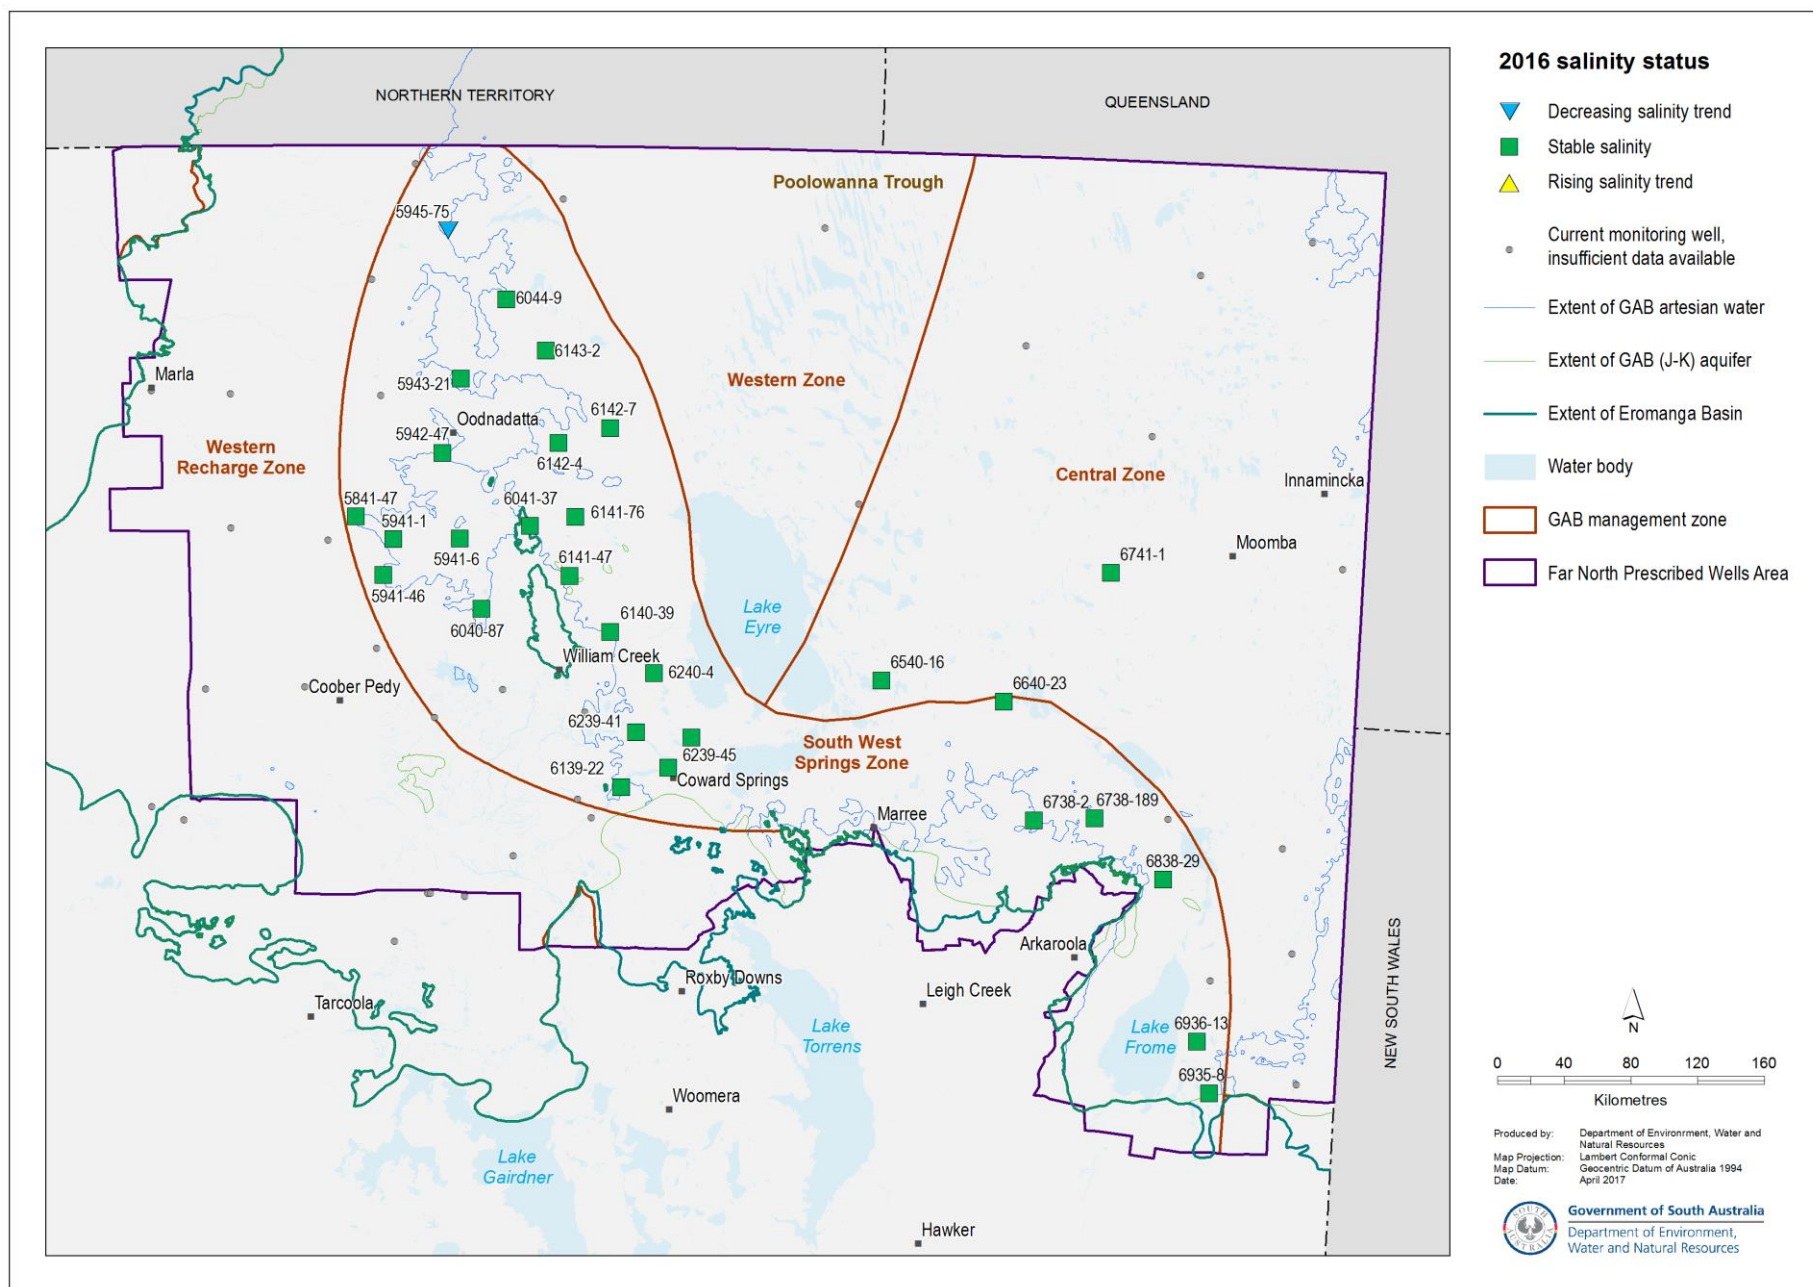 NORTHERN TERRITORY
QUEENSLAND
Poolowanna Trough
5945-75
6044-9
6143-2
5943-21
Marla
Western Zone
6142-7
Oodnadatta
5942-47
6142-4
Western
Recharge Zone
Central Zone
Innamincka
5841-47
5941-1
6041-37
6141-76
Moomba
5941-6
6141-47
6741-1
5941-46
6040-87
6140-39
Lake
Eyre
William Creek
6240-4
6540-16
6640-23
Coober Pedy
6239-41
6239-45
South West
Springs Zone
6139-22
Coward Springs
Marree
6738-2
6738-189
6838-29
Arkaroola
Roxby Downs
Leigh Creek
Tarcoola
Lake
Torrens
Lake
Frome
6936-13
6935-8
Woomera
Lake
Gairdner
Hawker
NEW SOUTH WALES
2016 salinity status
Decreasing salinity trend
Stable salinity
Rising salinity trend
Current monitoring well,
insufficient data available
Extent of GAB artesian water
Extent of GAB (J-K) aquifer
Extent of Eromanga Basin
Water body
GAB management zone
Far North Prescribed Wells Area
N
0 40 80 120 160
Kilometres
Produced by: Department of Environment, Water and
Natural Resources
Map Projection: Lambert Conformal Conic
Map Datum: Geocentric Datum of Australia 1994
Date: April 2017
SOUTH AUSTRALIA
Government of South Australia
Department of Environment,
Water and Natural Resources